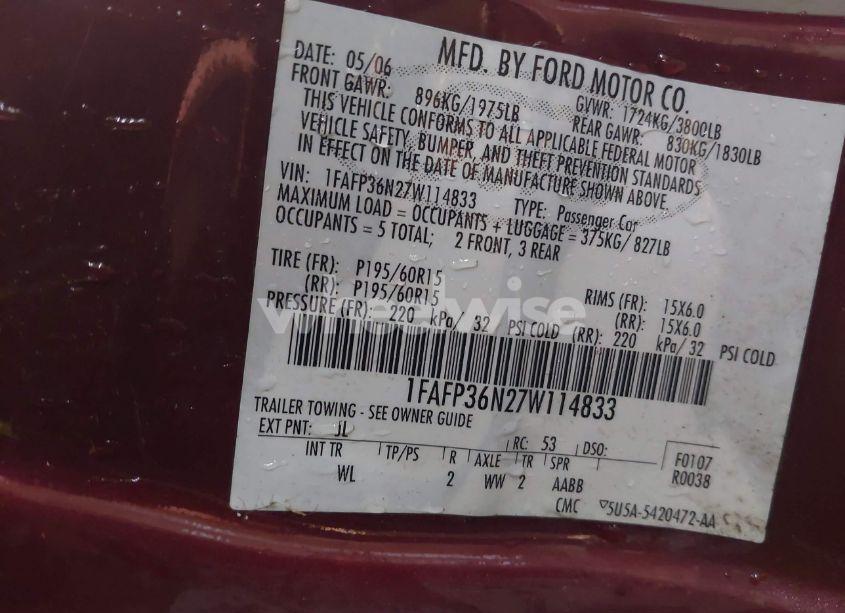 MFD. BY FORD MOTOR CO.
DATE: 05/06 GVWR: 1724KG/3800LB
FRONT GAWR: 896KG/1975LB REAR GAWR: 830KG/1830LB
THIS VEHICLE CONFORMS TO ALL APPLICABLE FEDERAL MOTOR
VEHICLE SAFETY, BUMPER, AND THEFT PREVENTION STANDARDS
IN EFFECT ON THE DATE OF MANUFACTURE SHOWN ABOVE.
VIN: 1FAFP36N27W114833 TYPE: Passenger Car
MAXIMUM LOAD = OCCUPANTS + LUGGAGE = 375KG/ 827LB
OCCUPANTS = 5 TOTAL; 2 FRONT, 3 REAR
TIRE (FR): P195/60R15 RIMS (FR): 15X6.0
(RR): P195/60R15 (RR): 15X6.0
PRESSURE (FR): 220 kPa/ 32 PSI COLD (RR): 220 kPa/ 32 PSI COLD
1FAFP36N27W114833
TRAILER TOWING - SEE OWNER GUIDE
EXT PNT: JL RC: 53 DSO: F0107
INT TR TP/PS R AXLE TR SPR R0038
WL 2 WW 2 AABB
CMC ▽5U5A-5420472-AA